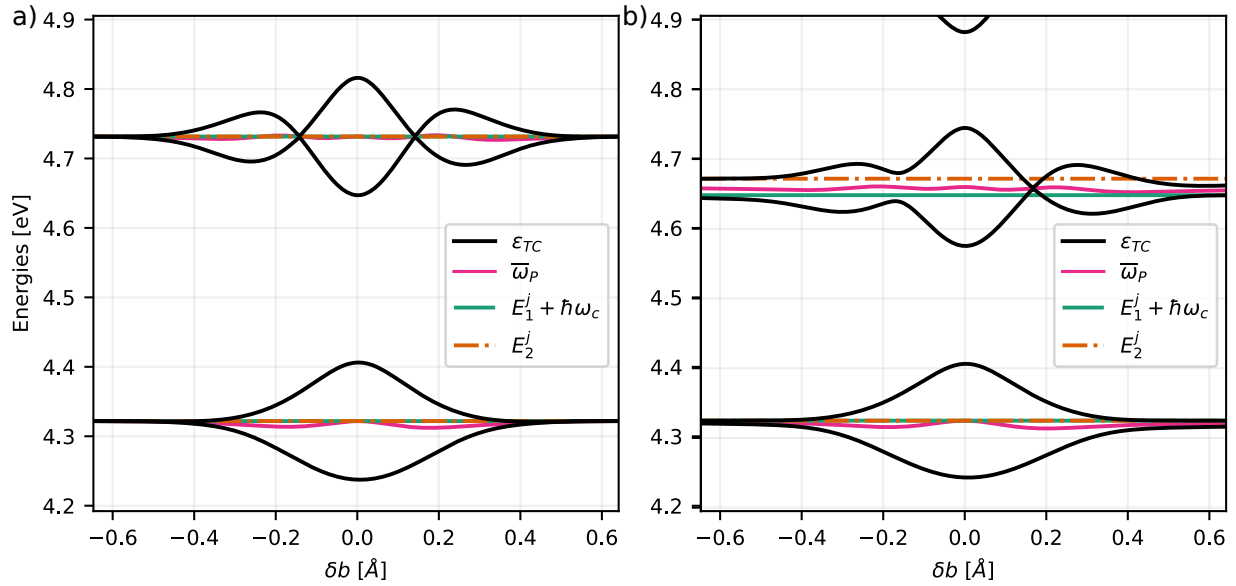 a)
4.9
4.8
4.7
4.6
4.5
4.4
4.3
4.2
Energies [eV]
−0.6 −0.4 −0.2 0.0 0.2 0.4 0.6
δb [Å]
ε_TC
ω̅_P
E_1^j + ħω_c
E_2^j
b)
4.9
4.8
4.7
4.6
4.5
4.4
4.3
4.2
−0.6 −0.4 −0.2 0.0 0.2 0.4 0.6
δb [Å]
ε_TC
ω̅_P
E_1^j + ħω_c
E_2^j